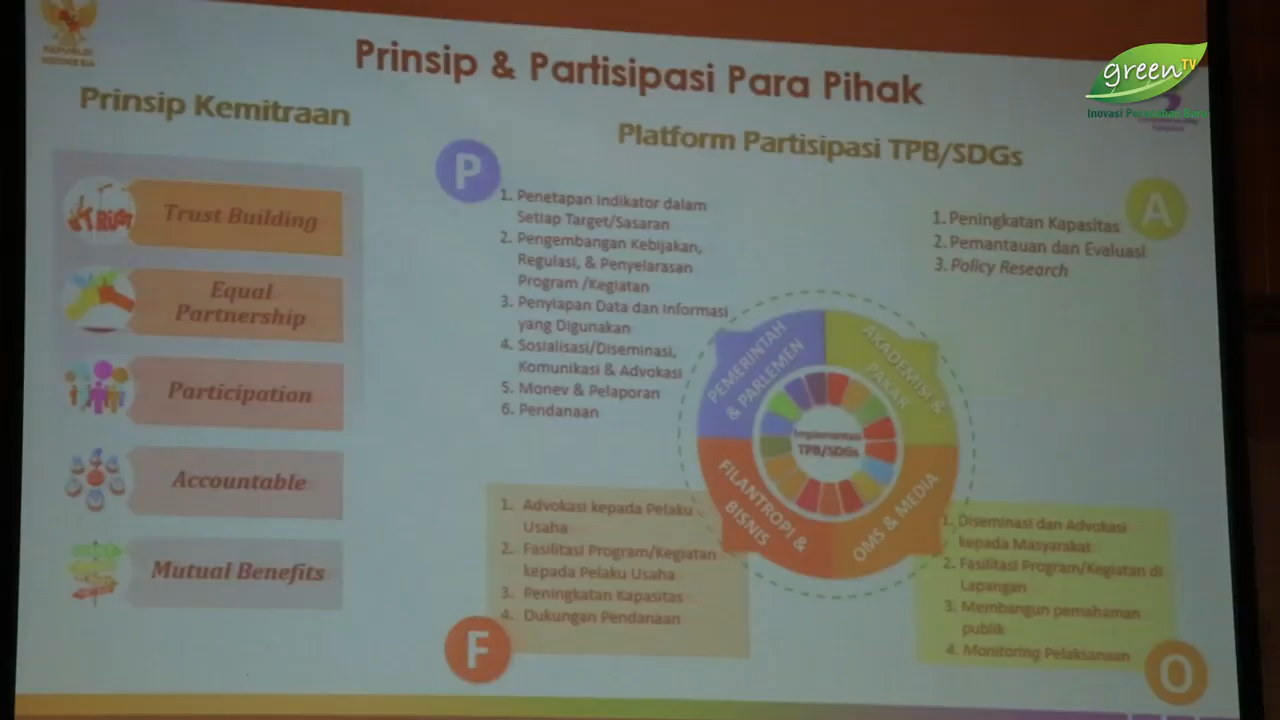 REPUBLIK
INDONESIA
Prinsip & Partisipasi Para Pihak
green TV
Prinsip Kemitraan
Trust Building
Equal
Partnership
Participation
Accountable
Mutual Benefits
Platform Partisipasi TPB/SDGs
P
1. Penetapan Indikator dalam
Setiap Target/Sasaran
2. Pengembangan Kebijakan,
Regulasi, & Penyelarasan
Program /Kegiatan
3. Penyiapan Data dan Informasi
yang Digunakan
4. Sosialisasi/Diseminasi,
Komunikasi & Advokasi
5. Monev & Pelaporan
6. Pendanaan
A
1. Peningkatan Kapasitas
2. Pemantauan dan Evaluasi
3. Policy Research
PEMERINTAH
& PARLEMEN
AKADEMISI &
PAKAR
Implementasi
TPB/SDGs
FILANTROPI &
BISNIS
OMS & MEDIA
1. Advokasi kepada Pelaku
Usaha
2. Fasilitasi Program/Kegiatan
kepada Pelaku Usaha
3. Peningkatan Kapasitas
4. Dukungan Pendanaan
F
1. Diseminasi dan Advokasi
kepada Masyarakat
2. Fasilitasi Program/Kegiatan di
Lapangan
3. Membangun pemahaman
publik
4. Monitoring Pelaksanaan
O